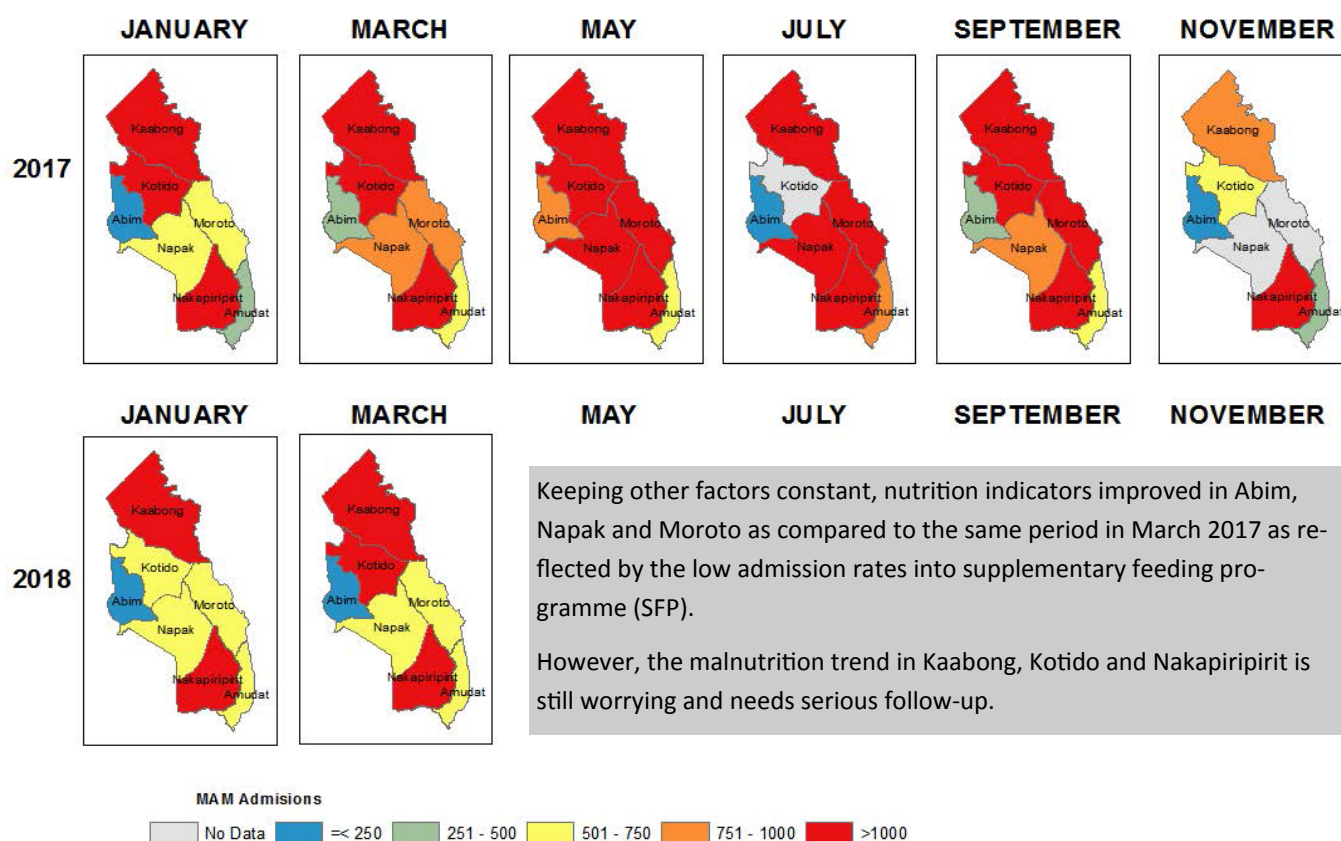 JANUARY MARCH MAY JULY SEPTEMBER NOVEMBER
2017
Kaabong
Kotido
Abim
Moroto
Napak
Nakapiripirit
Amudat
Kaabong
Kotido
Abim
Moroto
Napak
Nakapiripirit
Amudat
Kaabong
Kotido
Abim
Moroto
Napak
Nakapiripirit
Amudat
Kaabong
Kotido
Abim
Moroto
Napak
Nakapiripirit
Amudat
Kaabong
Kotido
Abim
Moroto
Napak
Nakapiripirit
Amudat
Kaabong
Kotido
Abim
Moroto
Napak
Nakapiripirit
Amudat
JANUARY MARCH MAY JULY SEPTEMBER NOVEMBER
2018
Kaabong
Kotido
Abim
Moroto
Napak
Nakapiripirit
Amudat
Kaabong
Kotido
Abim
Moroto
Napak
Nakapiripirit
Amudat
Keeping other factors constant, nutrition indicators improved in Abim,
Napak and Moroto as compared to the same period in March 2017 as re-
flected by the low admission rates into supplementary feeding pro-
gramme (SFP).
However, the malnutrition trend in Kaabong, Kotido and Nakapiripirit is
still worrying and needs serious follow-up.
MAM Admisions
No Data =< 250 251 - 500 501 - 750 751 - 1000 >1000